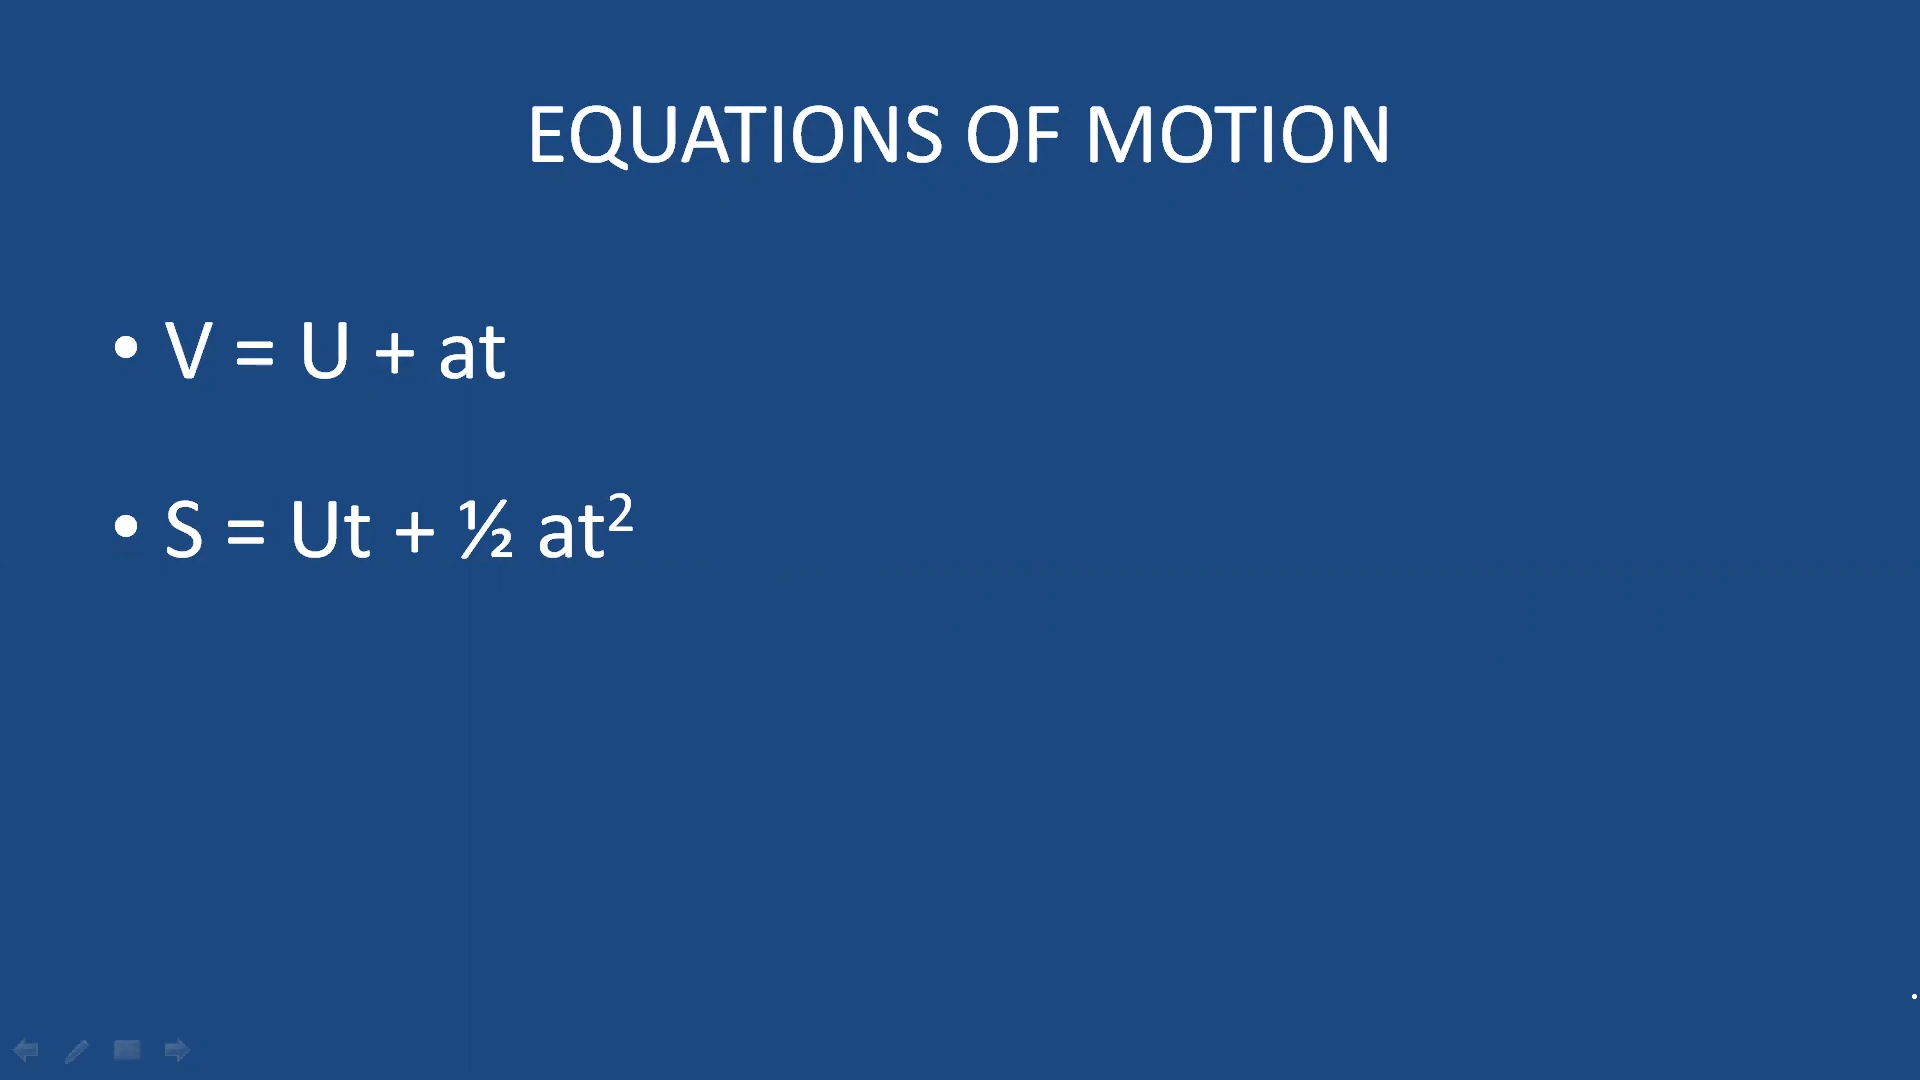 EQUATIONS OF MOTION
• V = U + at
• S = Ut + ½ at²